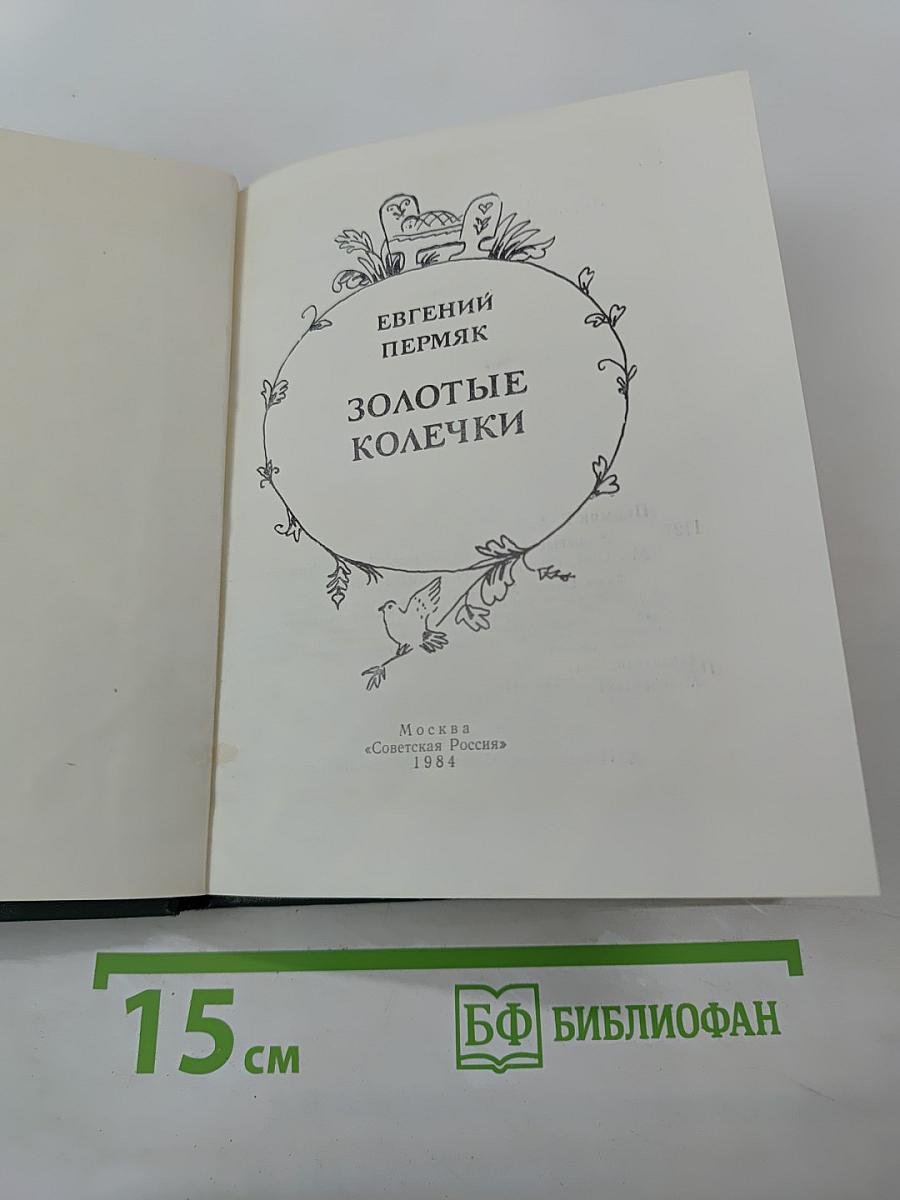 ЕВГЕНИЙ
ПЕРМЯК
ЗОЛОТЫЕ
КОЛЕЧКИ
Москва
«Советская Россия»
1984
15 см
БФ БИБЛИОФАН